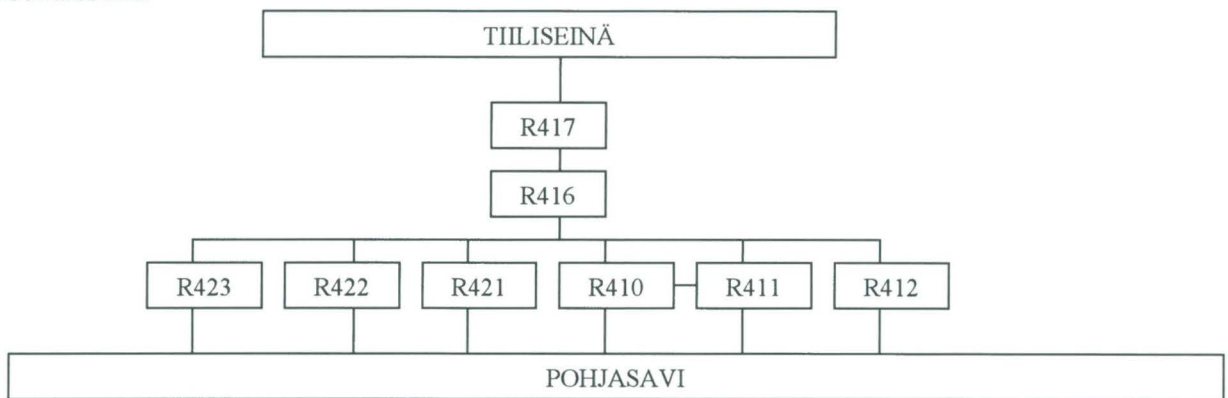 TIILISEINÄ
R417
R416
R423 R422 R421 R410 R411 R412
POHJASAVI